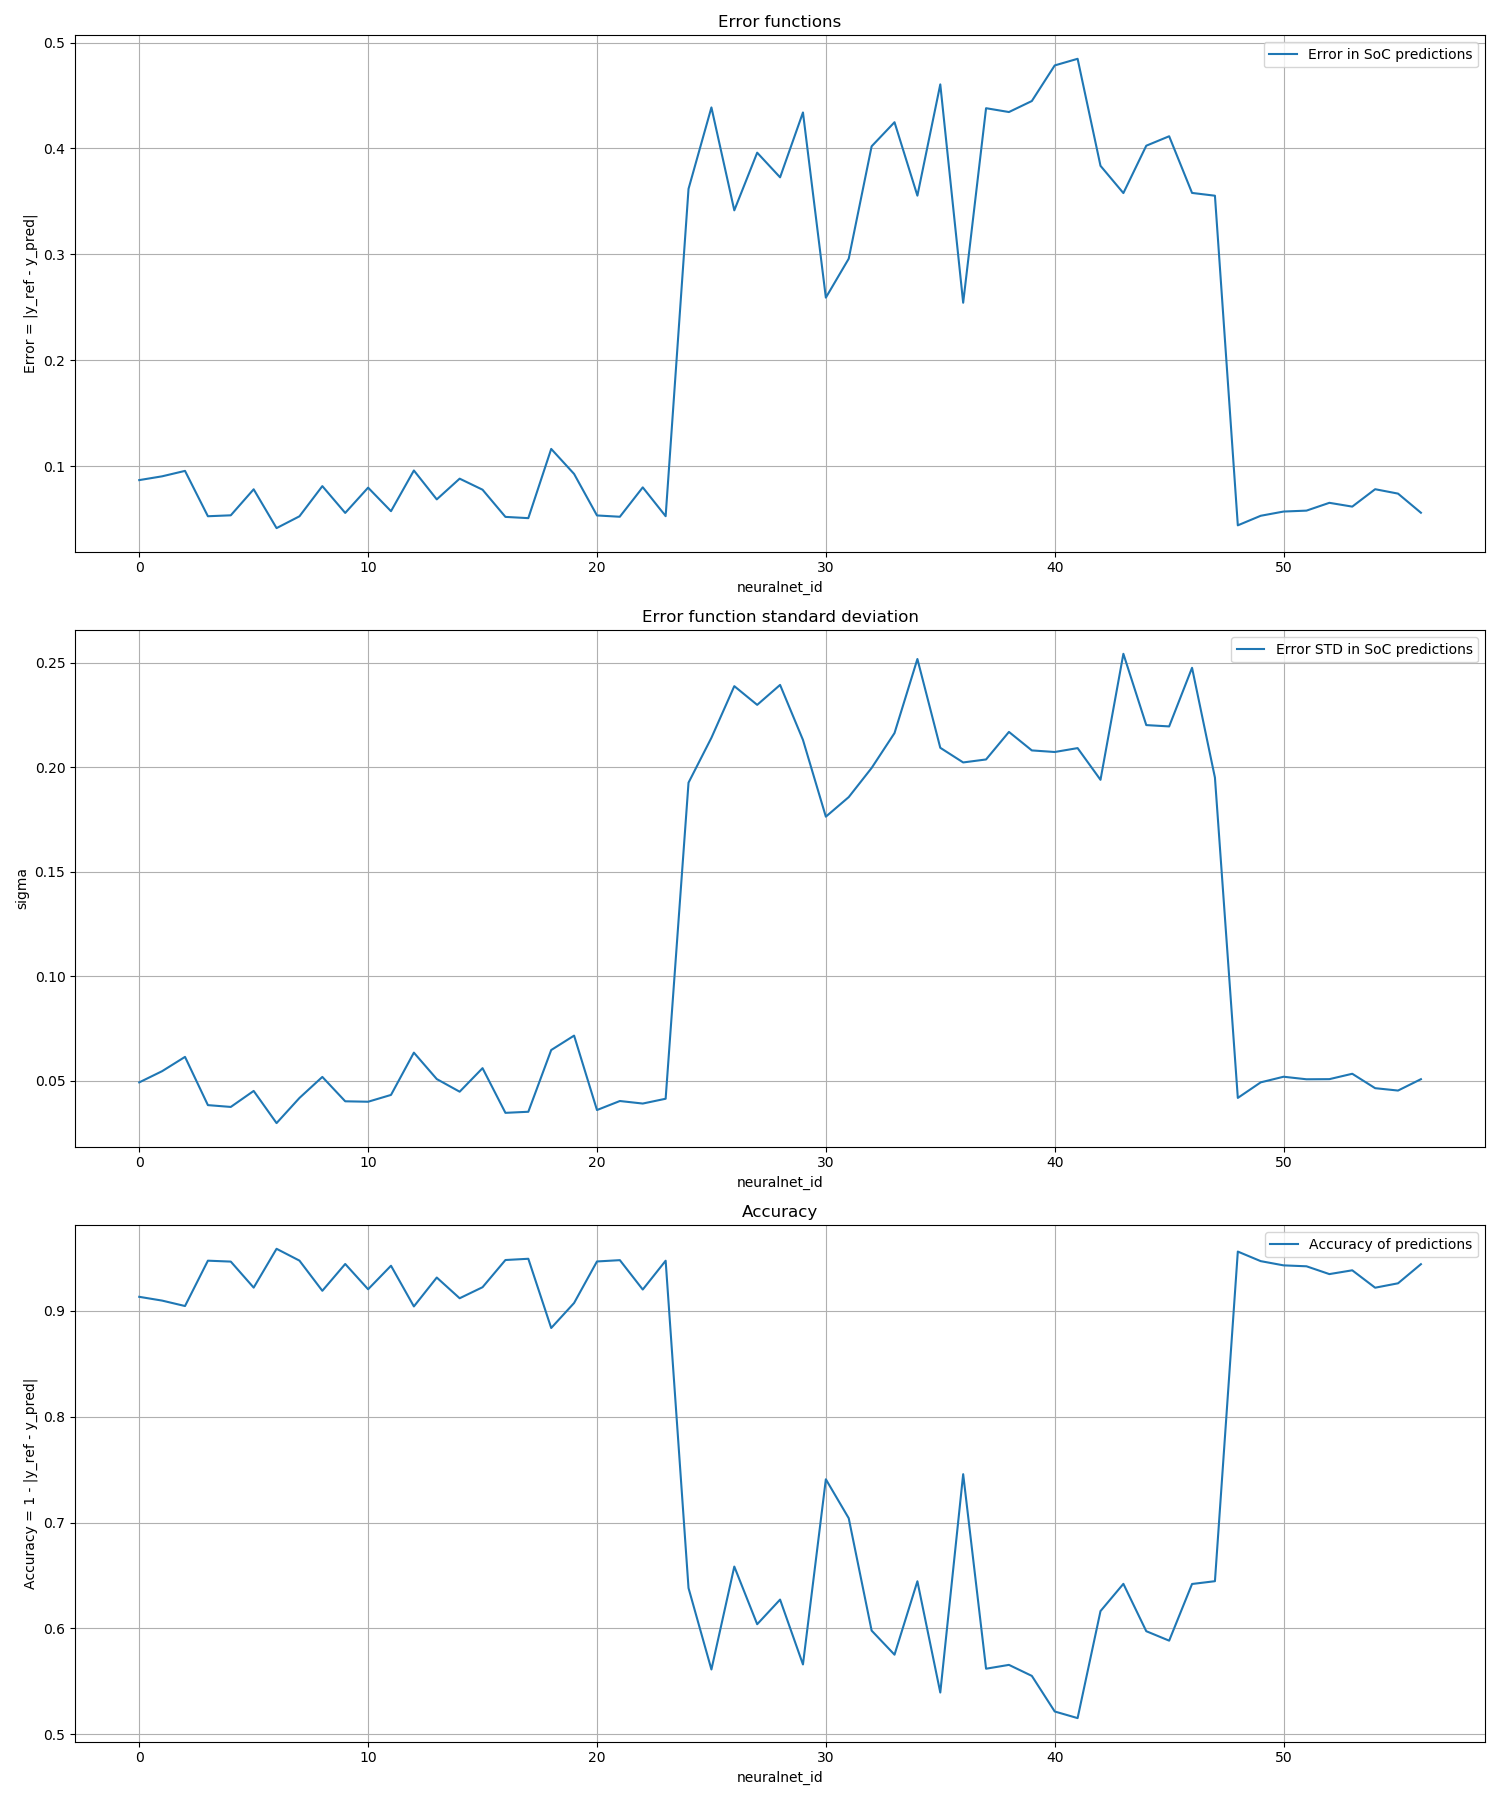 Error functions
Error in SoC predictions
0.5
0.4
0.3
0.2
0.1
Error = |y_ref - y_pred|
0 10 20 30 40 50
neuralnet_id
Error function standard deviation
Error STD in SoC predictions
0.25
0.20
0.15
0.10
0.05
sigma
0 10 20 30 40 50
neuralnet_id
Accuracy
Accuracy of predictions
0.9
0.8
0.7
0.6
0.5
Accuracy = 1 - |y_ref - y_pred|
0 10 20 30 40 50
neuralnet_id